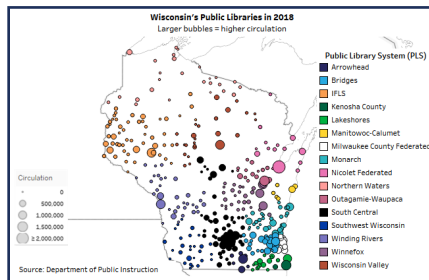 Wisconsin's Public Libraries in 2018
Larger bubbles = higher circulation
Public Library System (PLS)
Arrowhead
Bridges
IFLS
Kenosha County
Lakeshores
Manitowoc-Calumet
Milwaukee County Federated
Monarch
Nicolet Federated
Northern Waters
Outagamie-Waupaca
South Central
Southwest Wisconsin
Winding Rivers
Winnefox
Wisconsin Valley
Circulation
0
500,000
1,000,000
1,500,000
≥ 2,000,000
Source: Department of Public Instruction